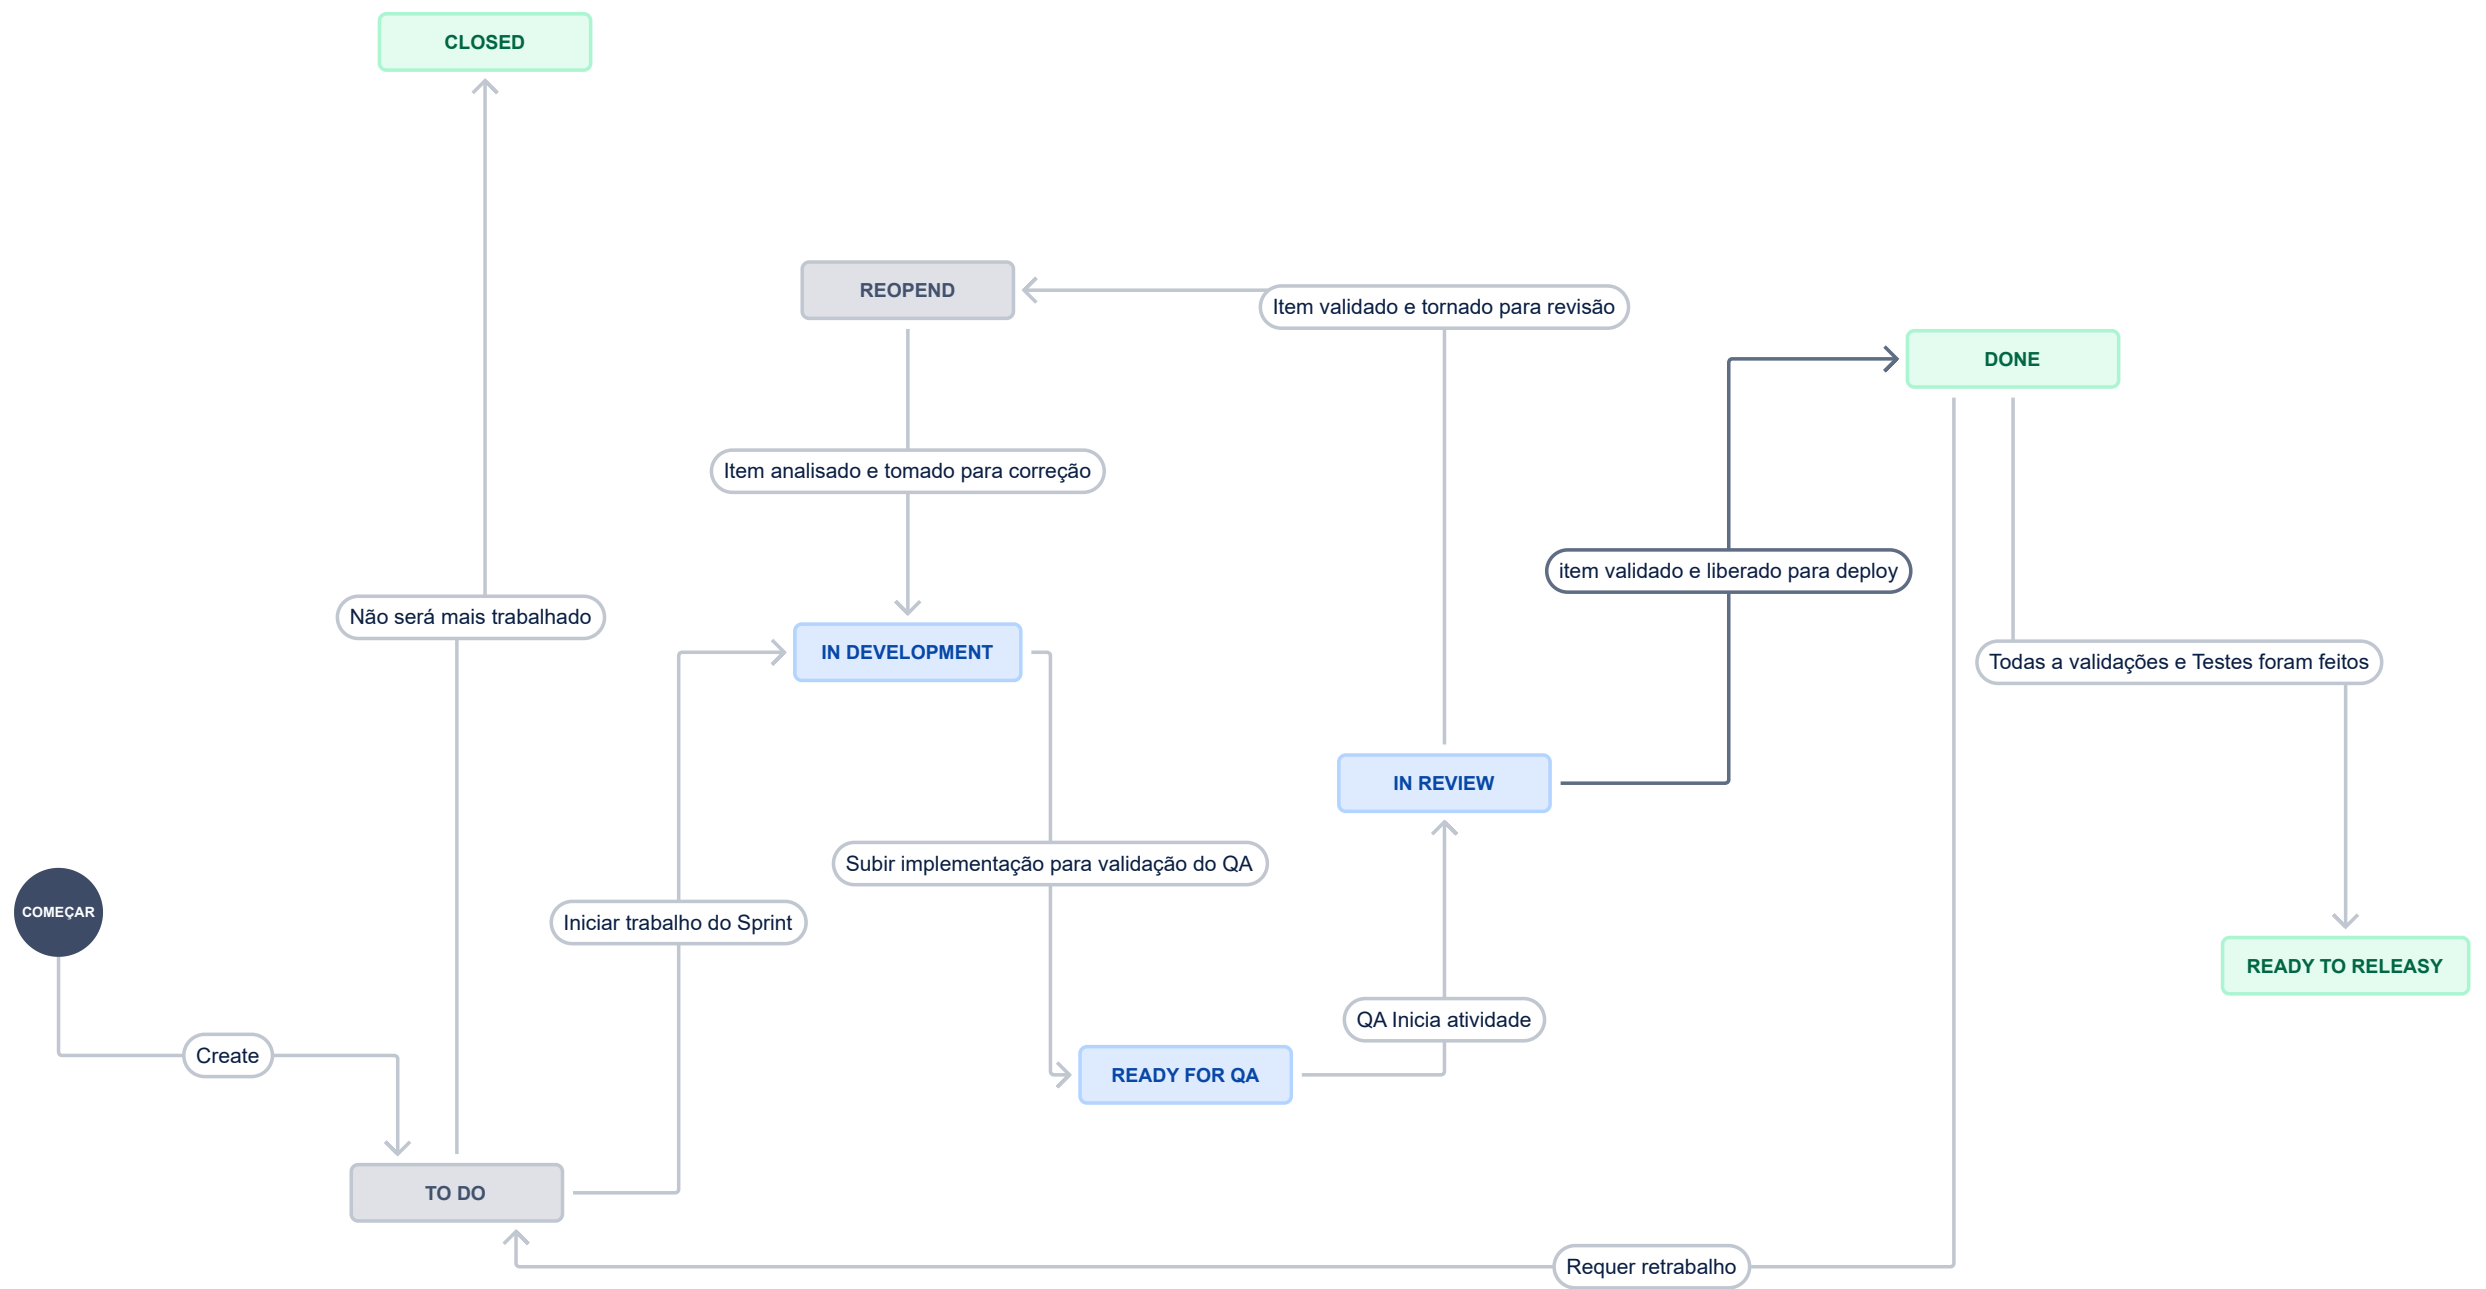 CLOSED
REOPEND
Item validado e tornado para revisão
DONE
Item analisado e tomado para correção
item validado e liberado para deploy
Não será mais trabalhado
IN DEVELOPMENT
Todas a validações e Testes foram feitos
IN REVIEW
Subir implementação para validação do QA
COMEÇAR
Iniciar trabalho do Sprint
READY TO RELEASY
QA Inicia atividade
Create
READY FOR QA
TO DO
Requer retrabalho